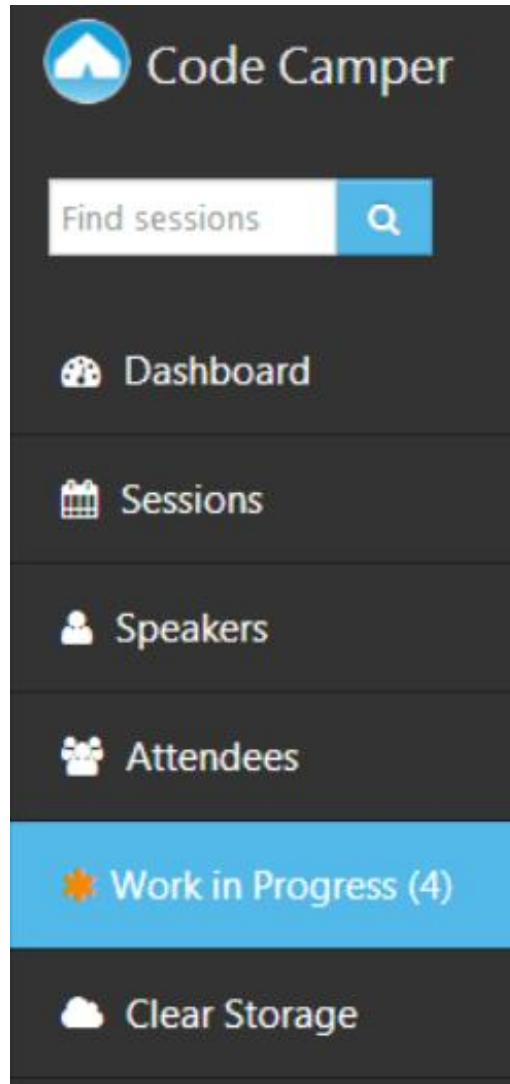 Code Camper
Find sessions
Dashboard
Sessions
Speakers
Attendees
Work in Progress (4)
Clear Storage